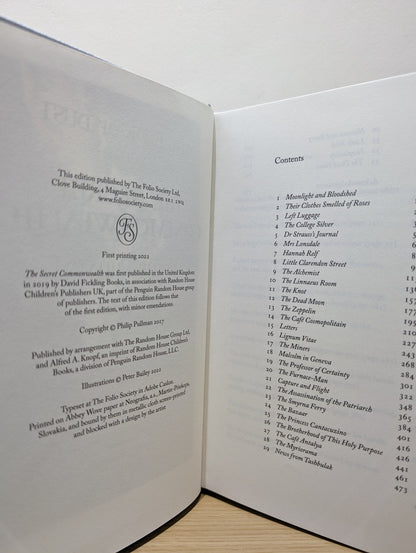 This edition published by The Folio Society Ltd,
Clove Building, 4 Maguire Street, London SE1 2NQ
www.foliosociety.com
FS
First printing 2022
The Secret Commonwealth was first published in the United Kingdom
in 2019 by David Fickling Books, in association with Random House
Children's Publishers UK, part of the Penguin Random House group
of publishers. The text of this edition follows that
of the first edition, with minor emendations.
Copyright © Philip Pullman 2017
Published by arrangement with The Random House Group Ltd,
and Alfred A. Knopf, an imprint of Random House Children's
Books, a division of Penguin Random House, LLC.
Illustrations © Peter Bailey 2022
Typeset at The Folio Society in Adobe Caslon.
Printed on Abbey Wove paper at Neografia, a.s., Martin-Priekopa,
Slovakia, and bound by them in metallic cloth screen-printed
and blocked with a design by the artist
Contents
1 Moonlight and Bloodshed
2 Their Clothes Smelled of Roses
3 Left Luggage
4 The College Silver
5 Dr Strauss's Journal
6 Mrs Lonsdale
7 Hannah Relf
8 Little Clarendon Street
9 The Alchemist
10 The Linnaeus Room
11 The Knot
12 The Dead Moon
13 The Zeppelin 177
14 The Café Cosmopolitain 195
15 Letters 209
16 Lignum Vitae
17 The Miners
18 Malcolm in Geneva 268
19 The Professor of Certainty 284
20 The Furnace-Man 301
21 Capture and Flight 334
22 The Assassination of the Patriarch 365
23 The Smyrna Ferry 384
24 The Bazaar 401
25 The Princess Cantacuzino 416
26 The Brotherhood of This Holy Purpose 426
27 The Café Antalya 441
28 The Myriorama 461
29 News from Tashbulak 473